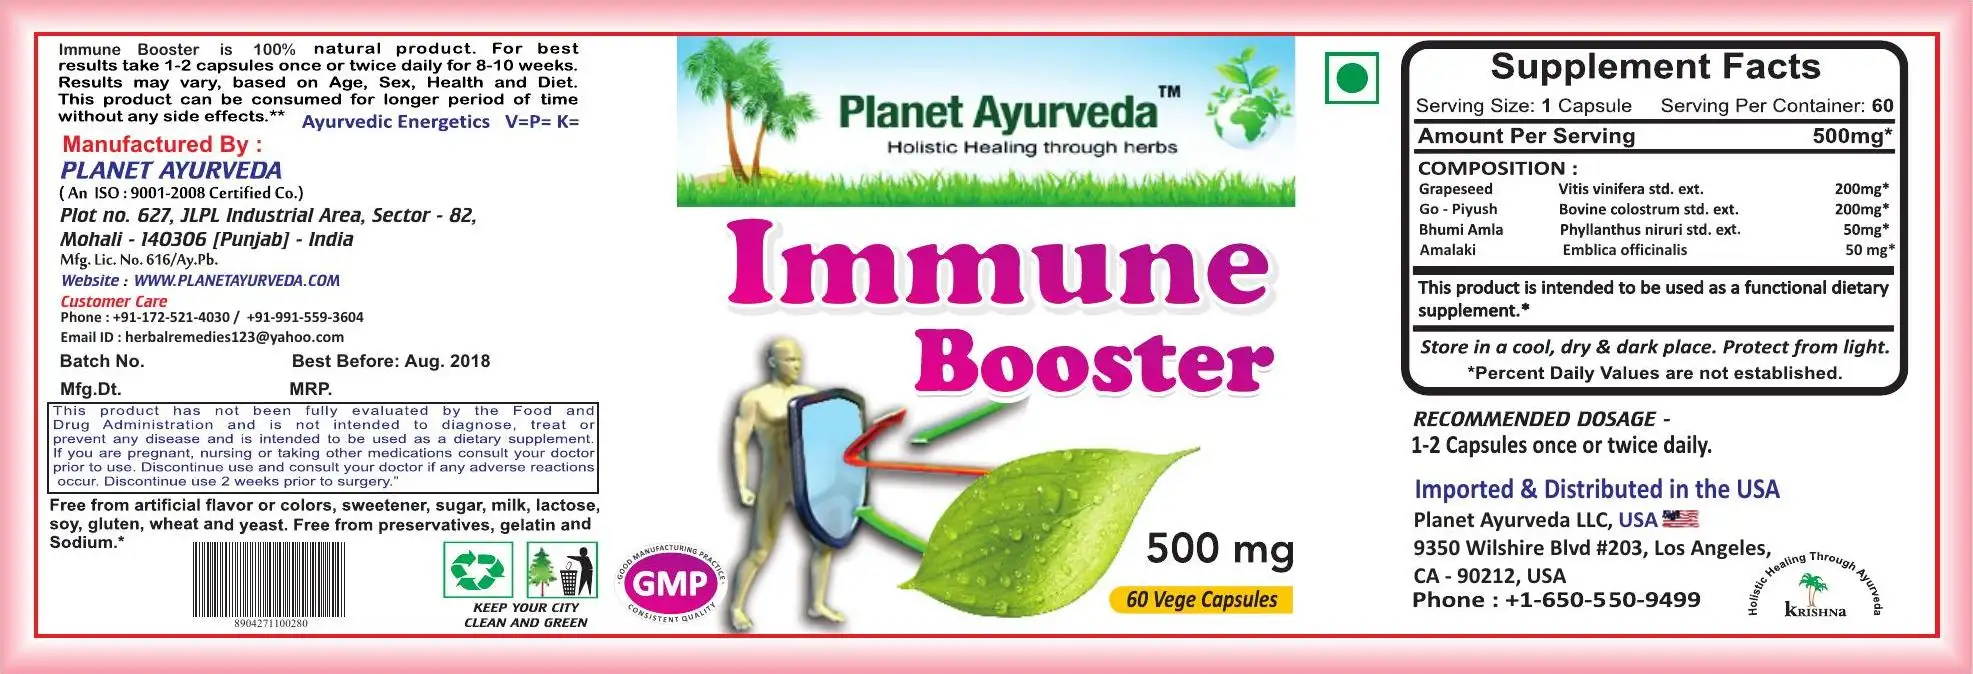 Immune Booster is 100% natural product. For best
results take 1-2 capsules once or twice daily for 8-10 weeks.
Results may vary, based on Age, Sex, Health and Diet.
This product can be consumed for longer period of time
without any side effects.** Ayurvedic Energetics V=P= K=
Manufactured By :
PLANET AYURVEDA
( An ISO : 9001-2008 Certified Co.)
Plot no. 627, JLPL Industrial Area, Sector - 82,
Mohali - 140306 [Punjab] - India
Mfg. Lic. No. 616/Ay.Pb.
Website : WWW.PLANETAYURVEDA.COM
Customer Care
Phone : +91-172-521-4030 / +91-991-559-3604
Email ID : herbalremedies123@yahoo.com
Batch No. Best Before: Aug. 2018
Mfg.Dt. MRP.
This product has not been fully evaluated by the Food and
Drug Administration and is not intended to diagnose, treat or
prevent any disease and is intended to be used as a dietary supplement.
If you are pregnant, nursing or taking other medications consult your doctor
prior to use. Discontinue use and consult your doctor if any adverse reactions
occur. Discontinue use 2 weeks prior to surgery."
Free from artificial flavor or colors, sweetener, sugar, milk, lactose,
soy, gluten, wheat and yeast. Free from preservatives, gelatin and
Sodium.*
8904271100280
KEEP YOUR CITY
CLEAN AND GREEN
Planet Ayurveda™
Holistic Healing through herbs
Immune
Booster
500 mg
60 Vege Capsules
GOOD MANUFACTURING PRACTICE
GMP
CONSISTENT QUALITY
Supplement Facts
Serving Size: 1 Capsule Serving Per Container: 60
Amount Per Serving 500mg*
COMPOSITION :
Grapeseed Vitis vinifera std. ext. 200mg*
Go - Piyush Bovine colostrum std. ext. 200mg*
Bhumi Amla Phyllanthus niruri std. ext. 50mg*
Amalaki Emblica officinalis 50 mg*
This product is intended to be used as a functional dietary
supplement.*
Store in a cool, dry & dark place. Protect from light.
*Percent Daily Values are not established.
RECOMMENDED DOSAGE -
1-2 Capsules once or twice daily.
Imported & Distributed in the USA
Planet Ayurveda LLC, USA
9350 Wilshire Blvd #203, Los Angeles,
CA - 90212, USA
Phone : +1-650-550-9499
Holistic Healing Through Ayurveda
KRISHNA